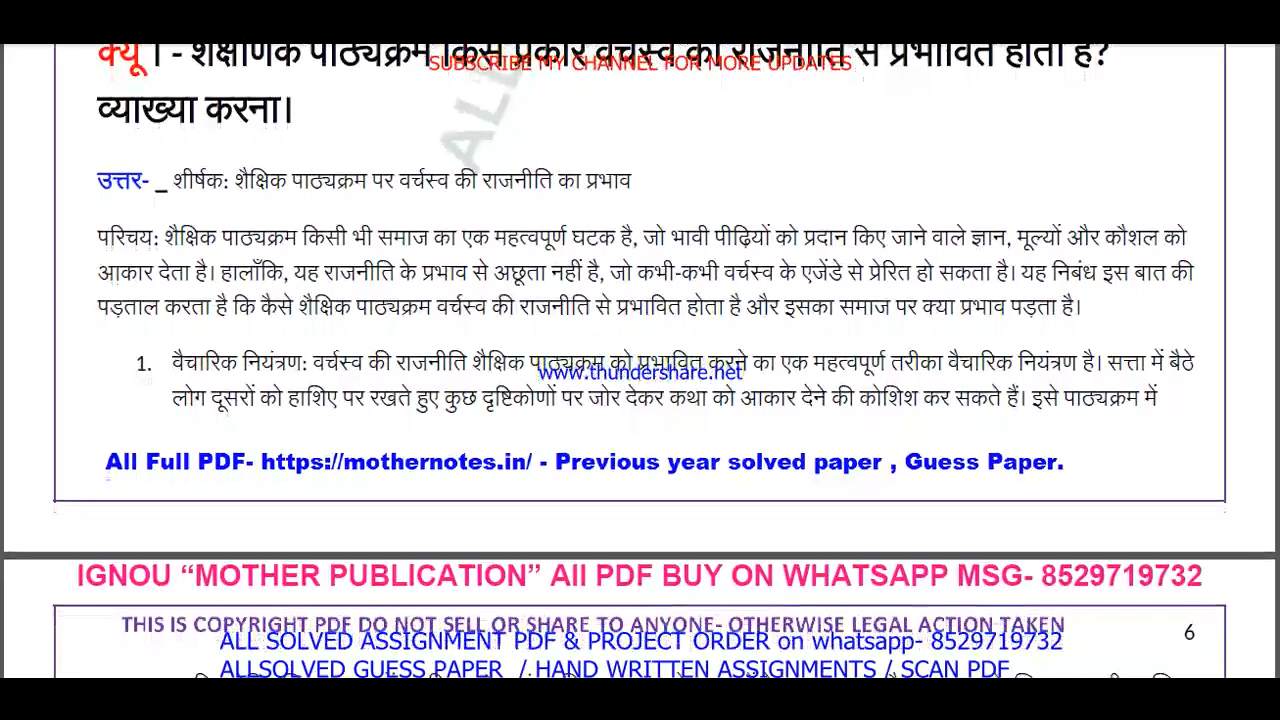 क्यू 1 - शैक्षणिक पाठ्यक्रम किस प्रकार वर्चस्व की राजनीति से प्रभावित होता है?
SUBSCRIBE MY CHANNEL FOR MORE UPDATES
व्याख्या करना।
उत्तर- _ शीर्षक: शैक्षिक पाठ्यक्रम पर वर्चस्व की राजनीति का प्रभाव
परिचय: शैक्षिक पाठ्यक्रम किसी भी समाज का एक महत्वपूर्ण घटक है, जो भावी पीढ़ियों को प्रदान किए जाने वाले ज्ञान, मूल्यों और कौशल को
आकार देता है। हालाँकि, यह राजनीति के प्रभाव से अछूता नहीं है, जो कभी-कभी वर्चस्व के एजेंडे से प्रेरित हो सकता है। यह निबंध इस बात की
पड़ताल करता है कि कैसे शैक्षिक पाठ्यक्रम वर्चस्व की राजनीति से प्रभावित होता है और इसका समाज पर क्या प्रभाव पड़ता है।
1. वैचारिक नियंत्रण: वर्चस्व की राजनीति शैक्षिक पाठ्यक्रम को प्रभावित करने का एक महत्वपूर्ण तरीका वैचारिक नियंत्रण है। सत्ता में बैठे
www.thundershare.net
लोग दूसरों को हाशिए पर रखते हुए कुछ दृष्टिकोणों पर जोर देकर कथा को आकार देने की कोशिश कर सकते हैं। इसे पाठ्यक्रम में
All Full PDF- https://mothernotes.in/ - Previous year solved paper , Guess Paper.
IGNOU “MOTHER PUBLICATION” All PDF BUY ON WHATSAPP MSG- 8529719732
THIS IS COPYRIGHT PDF DO NOT SELL OR SHARE TO ANYONE- OTHERWISE LEGAL ACTION TAKEN
6
ALL SOLVED ASSIGNMENT PDF & PROJECT ORDER on whatsapp- 8529719732
ALLSOLVED GUESS PAPER / HAND WRITTEN ASSIGNMENTS / SCAN PDF